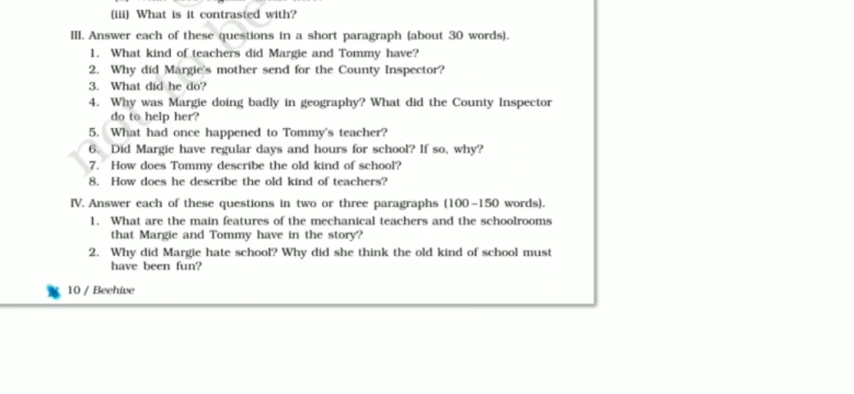 (iii) What is it contrasted with?
III. Answer each of these questions in a short paragraph (about 30 words).
1. What kind of teachers did Margie and Tommy have?
2. Why did Margie's mother send for the County Inspector?
3. What did he do?
4. Why was Margie doing badly in geography? What did the County Inspector
do to help her?
5. What had once happened to Tommy's teacher?
6. Did Margie have regular days and hours for school? If so, why?
7. How does Tommy describe the old kind of school?
8. How does he describe the old kind of teachers?
IV. Answer each of these questions in two or three paragraphs (100–150 words).
1. What are the main features of the mechanical teachers and the schoolrooms
that Margie and Tommy have in the story?
2. Why did Margie hate school? Why did she think the old kind of school must
have been fun?
10 / Beehive
not to be